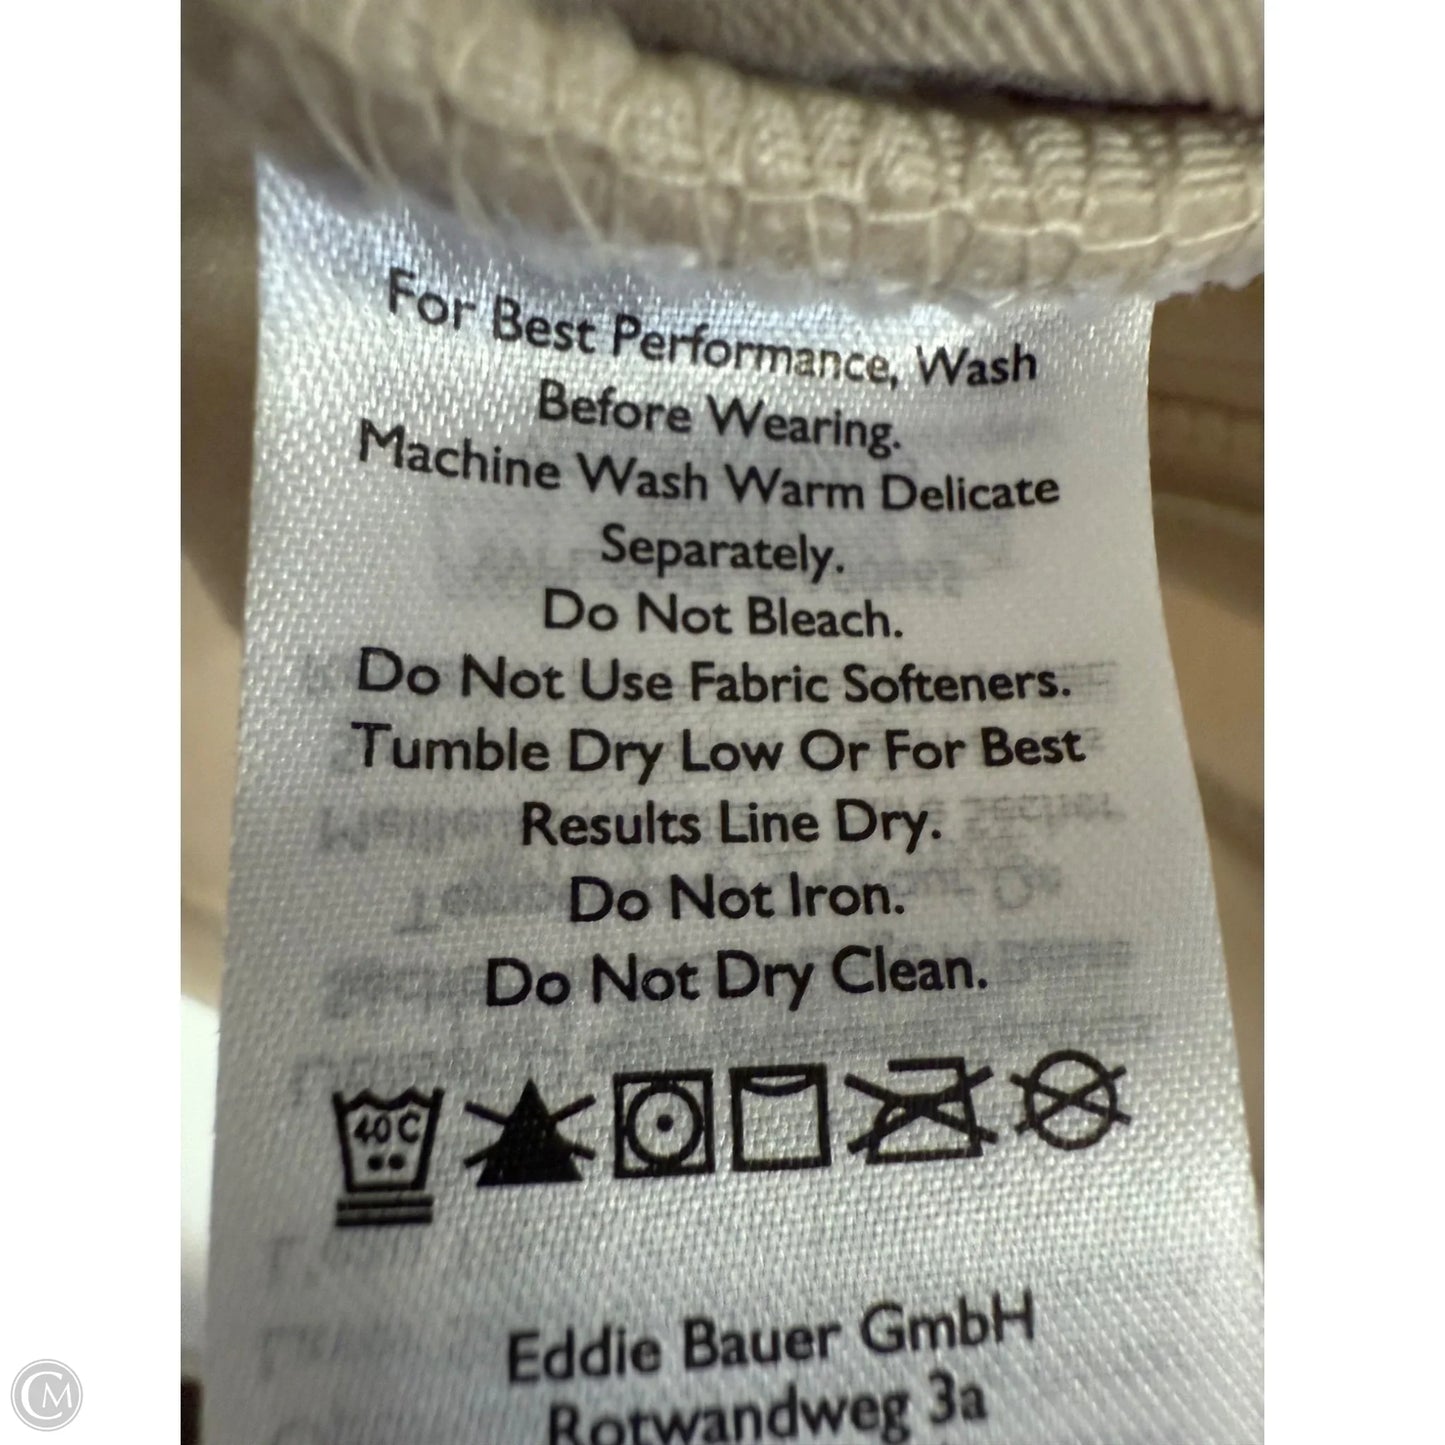 For Best Performance, Wash
Before Wearing.
Machine Wash Warm Delicate
Separately.
Do Not Bleach.
Do Not Use Fabric Softeners.
Tumble Dry Low Or For Best
Results Line Dry.
Do Not Iron.
Do Not Dry Clean.
40C
Eddie Bauer GmbH
Rotwandweg 3a
CM